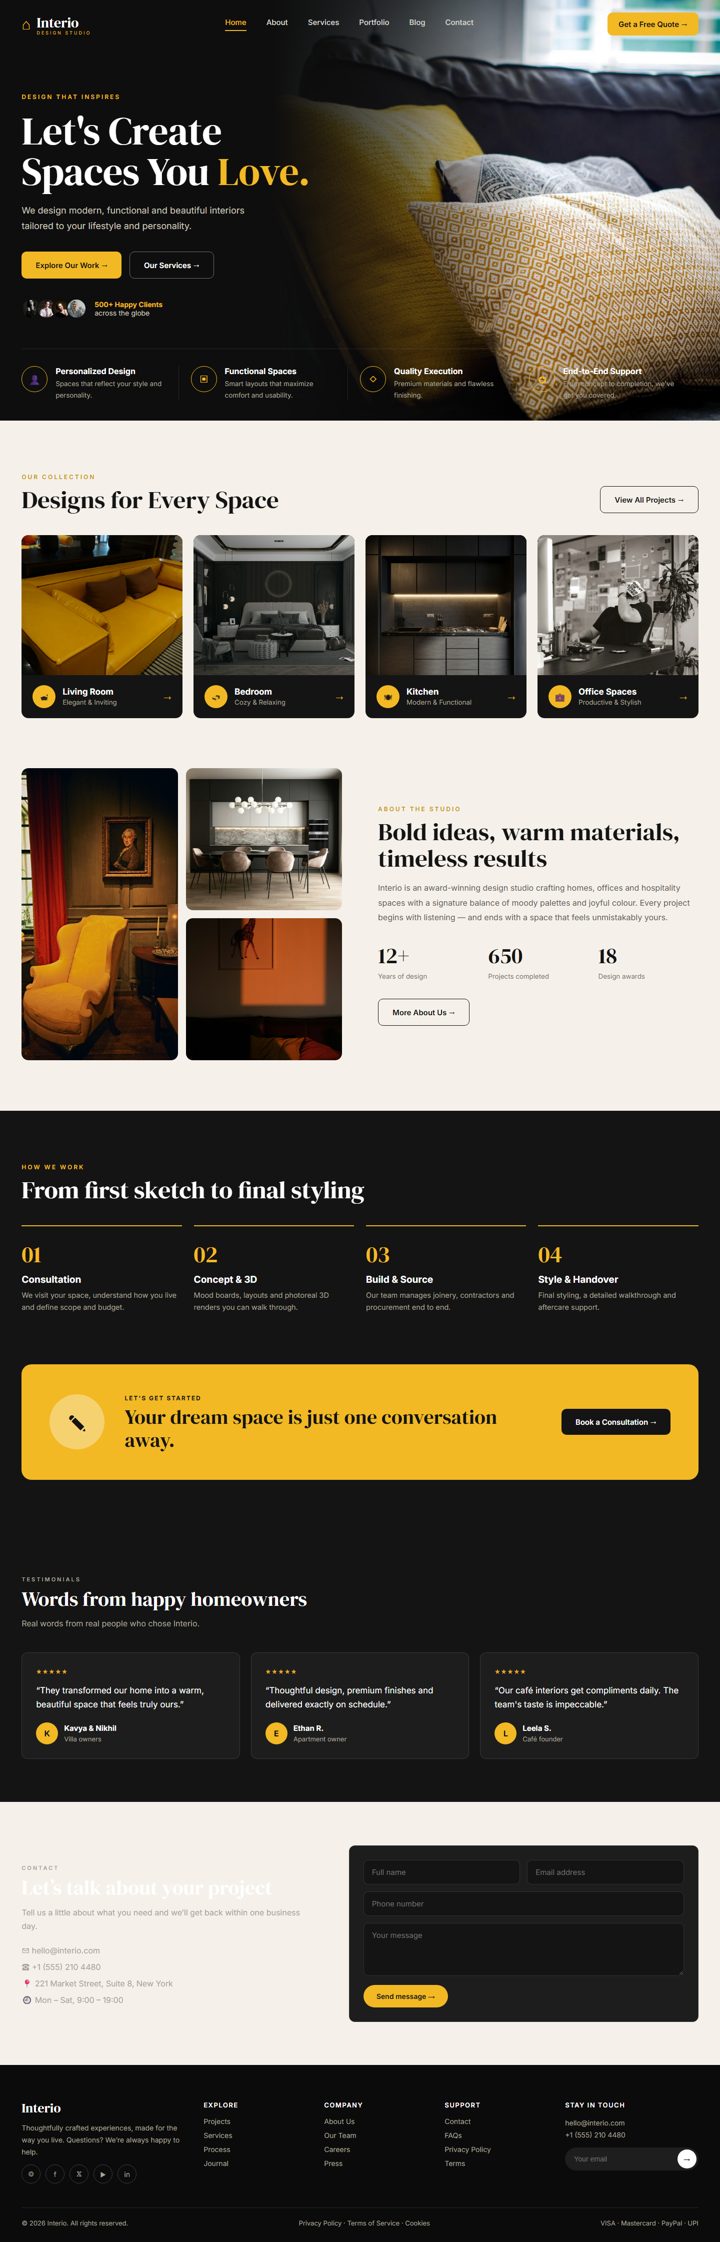 Interio
DESIGN STUDIO
Home
About
Services
Portfolio
Blog
Contact
Get a Free Quote →
DESIGN THAT INSPIRES
Let's Create
Spaces You Love.
We design modern, functional and beautiful interiors
tailored to your lifestyle and personality.
Explore Our Work →
Our Services →
500+ Happy Clients
across the globe
Personalized Design
Spaces that reflect your style and
personality.
Functional Spaces
Smart layouts that maximize
comfort and usability.
Quality Execution
Premium materials and flawless
finishing.
End-to-End Support
From concept to completion, we've
got you covered.
OUR COLLECTION
Designs for Every Space
View All Projects →
Living Room
Elegant & Inviting
→
Bedroom
Cozy & Relaxing
→
Kitchen
Modern & Functional
→
Office Spaces
Productive & Stylish
→
ABOUT THE STUDIO
Bold ideas, warm materials,
timeless results
Interio is an award-winning design studio crafting homes, offices and hospitality
spaces with a signature balance of moody palettes and joyful colour. Every project
begins with listening — and ends with a space that feels unmistakably yours.
12+
Years of design
650
Projects completed
18
Design awards
More About Us →
HOW WE WORK
From first sketch to final styling
01
Consultation
We visit your space, understand how you live
and define scope and budget.
02
Concept & 3D
Mood boards, layouts and photoreal 3D
renders you can walk through.
03
Build & Source
Our team manages joinery, contractors and
procurement end to end.
04
Style & Handover
Final styling, a detailed walkthrough and
aftercare support.
LET'S GET STARTED
Your dream space is just one conversation
away.
Book a Consultation →
TESTIMONIALS
Words from happy homeowners
Real words from real people who chose Interio.
★★★★★
“They transformed our home into a warm,
beautiful space that feels truly ours.”
K
Kavya & Nikhil
Villa owners
★★★★★
“Thoughtful design, premium finishes and
delivered exactly on schedule.”
E
Ethan R.
Apartment owner
★★★★★
“Our café interiors get compliments daily. The
team's taste is impeccable.”
L
Leela S.
Café founder
CONTACT
Let's talk about your project
Tell us a little about what you need and we'll get back within one business
day.
hello@interio.com
+1 (555) 210 4480
221 Market Street, Suite 8, New York
Mon – Sat, 9:00 – 19:00
Full name
Email address
Phone number
Your message
Send message →
Interio
Thoughtfully crafted experiences, made for the
way you live. Questions? We're always happy to
help.
EXPLORE
Projects
Services
Process
Journal
COMPANY
About Us
Our Team
Careers
Press
SUPPORT
Contact
FAQs
Privacy Policy
Terms
STAY IN TOUCH
hello@interio.com
+1 (555) 210 4480
Your email
→
© 2026 Interio. All rights reserved.
Privacy Policy · Terms of Service · Cookies
VISA · Mastercard · PayPal · UPI